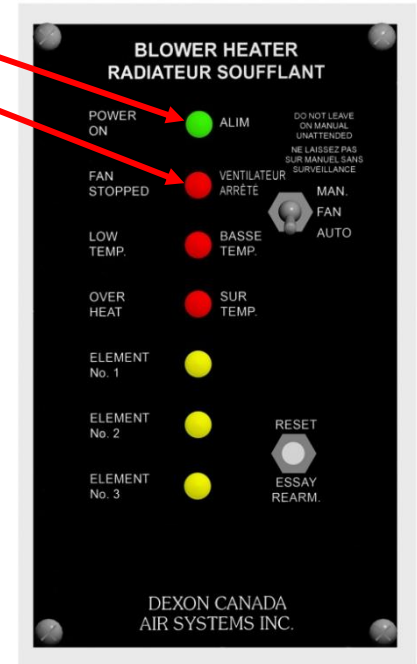 BLOWER HEATER
RADIATEUR SOUFFLANT
POWER
ON
ALIM
DO NOT LEAVE
ON MANUAL
UNATTENDED
NE LAISSEZ PAS
SUR MANUEL SANS
SURVEILLANCE
FAN
STOPPED
VENTILATEUR
ARRÊTÉ
MAN.
FAN
AUTO
LOW
TEMP.
BASSE
TEMP.
OVER
HEAT
SUR
TEMP.
ELEMENT
No. 1
ELEMENT
No. 2
RESET
ELEMENT
No. 3
ESSAY
REARM.
DEXON CANADA
AIR SYSTEMS INC.